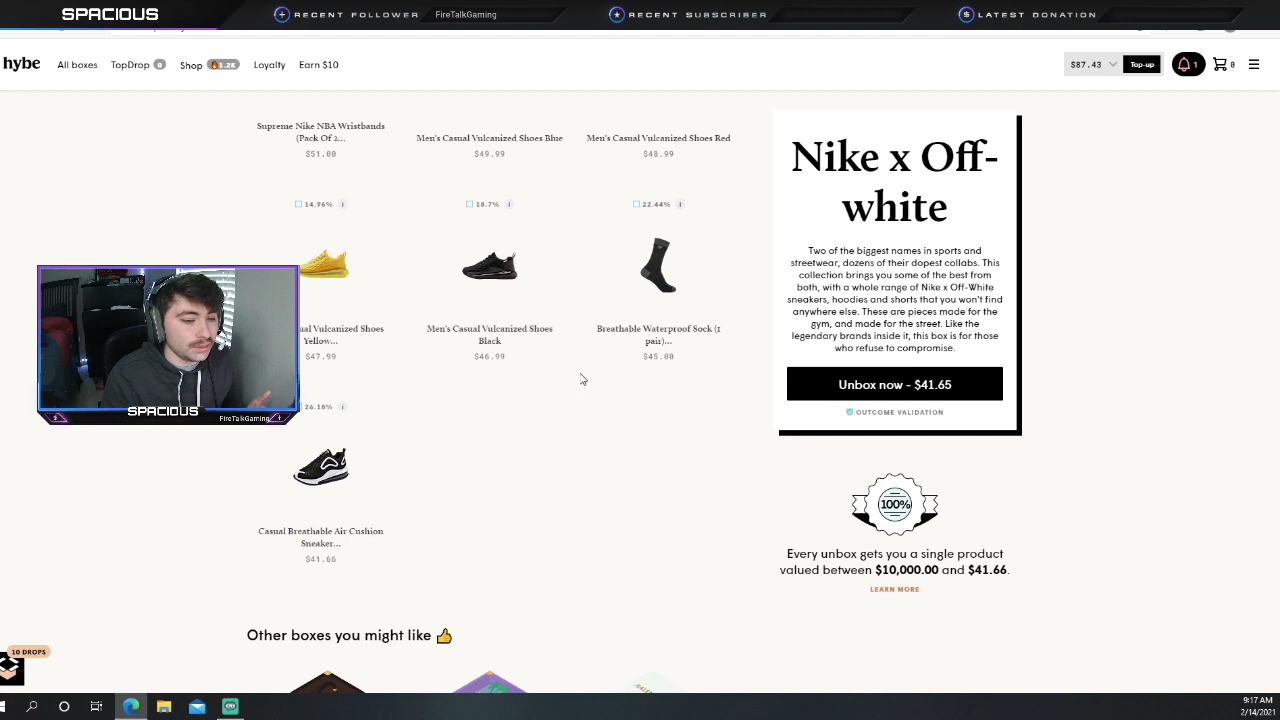 SPACIOUS
RECENT FOLLOWER FireTalkGaming
RECENT SUBSCRIBER
LATEST DONATION
hybe All boxes TopDrop 0 Shop 1.2K Loyalty Earn $10
$87.43 Top-up 1 0
Supreme Nike NBA Wristbands
(Pack Of 2...
$51.00
Men's Casual Vulcanized Shoes Blue
$49.99
Men's Casual Vulcanized Shoes Red
$48.99
14.96% i
18.7% i
22.44% i
ual Vulcanized Shoes
Yellow...
$47.99
Men's Casual Vulcanized Shoes
Black
$46.99
Breathable Waterproof Sock (1
pair)...
$45.00
26.18% i
Casual Breathable Air Cushion
Sneaker...
$41.66
SPACIOUS
FireTalkGaming
Nike x Off-
white
Two of the biggest names in sports and
streetwear, dozens of their dopest collabs. This
collection brings you some of the best from
both, with a whole range of Nike x Off-White
sneakers, hoodies and shorts that you won't find
anywhere else. These are pieces made for the
gym, and made for the street. Like the
legendary brands inside it, this box is for those
who refuse to compromise.
Unbox now - $41.65
OUTCOME VALIDATION
100%
Every unbox gets you a single product
valued between $10,000.00 and $41.66.
LEARN MORE
Other boxes you might like
10 DROPS
9:17 AM
2/14/2021